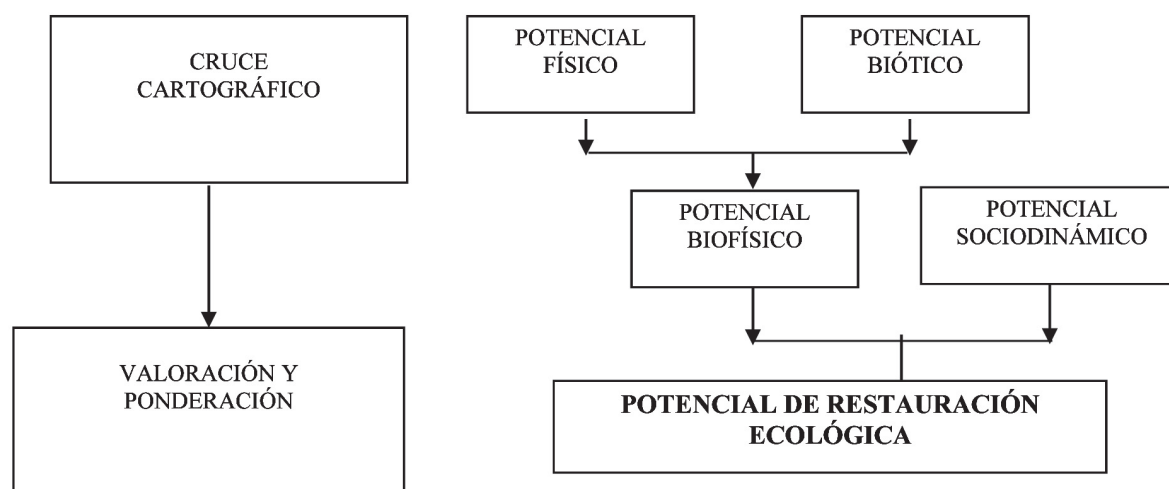 CRUCE
CARTOGRÁFICO
VALORACIÓN Y
PONDERACIÓN
POTENCIAL
FÍSICO
POTENCIAL
BIÓTICO
POTENCIAL
BIOFÍSICO
POTENCIAL
SOCIODINÁMICO
POTENCIAL DE RESTAURACIÓN
ECOLÓGICA